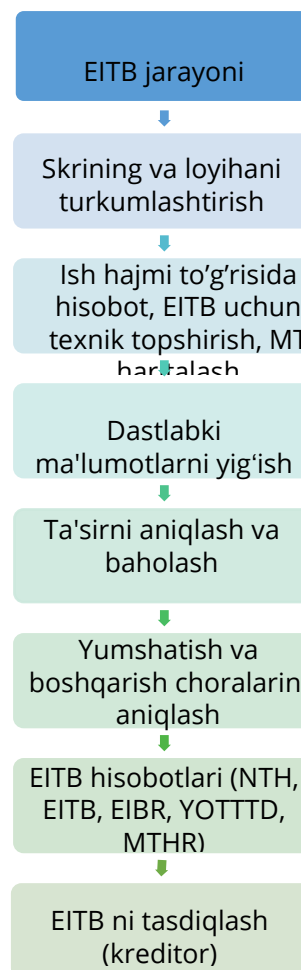 EITB jarayoni
Skrining va loyihani
turkumlashtirish
Ish hajmi to’g’risida
hisobot, EITB uchun
texnik topshirish, MT
haritalash
Dastlabki
ma'lumotlarni yig‘ish
Ta'sirni aniqlash va
baholash
Yumshatish va
boshqarish choralarin
aniqlash
EITB hisobotlari (NTH,
EITB, EIBR, YOTTTD,
MTHR)
EITB ni tasdiqlash
(kreditor)